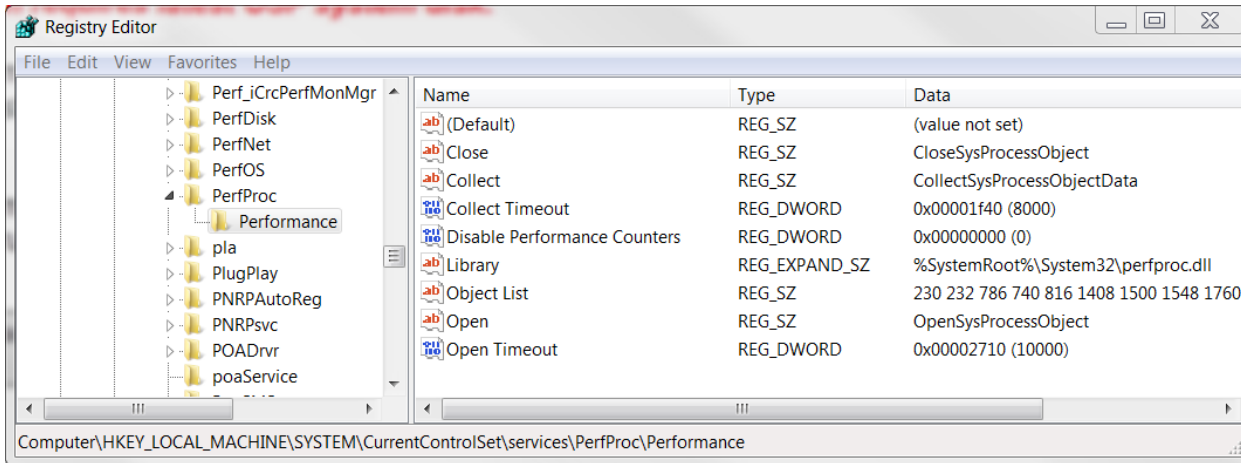 requires latest system disk.
Registry Editor
File Edit View Favorites Help
Perf_iCrcPerfMonMgr
PerfDisk
PerfNet
PerfOS
PerfProc
Performance
pla
PlugPlay
PNRPAutoReg
PNRPsvc
POADrvr
poaService
Name Type Data
(Default) REG_SZ (value not set)
Close REG_SZ CloseSysProcessObject
Collect REG_SZ CollectSysProcessObjectData
Collect Timeout REG_DWORD 0x00001f40 (8000)
Disable Performance Counters REG_DWORD 0x00000000 (0)
Library REG_EXPAND_SZ %SystemRoot%\System32\perfproc.dll
Object List REG_SZ 230 232 786 740 816 1408 1500 1548 1760
Open REG_SZ OpenSysProcessObject
Open Timeout REG_DWORD 0x00002710 (10000)
Computer\HKEY_LOCAL_MACHINE\SYSTEM\CurrentControlSet\services\PerfProc\Performance